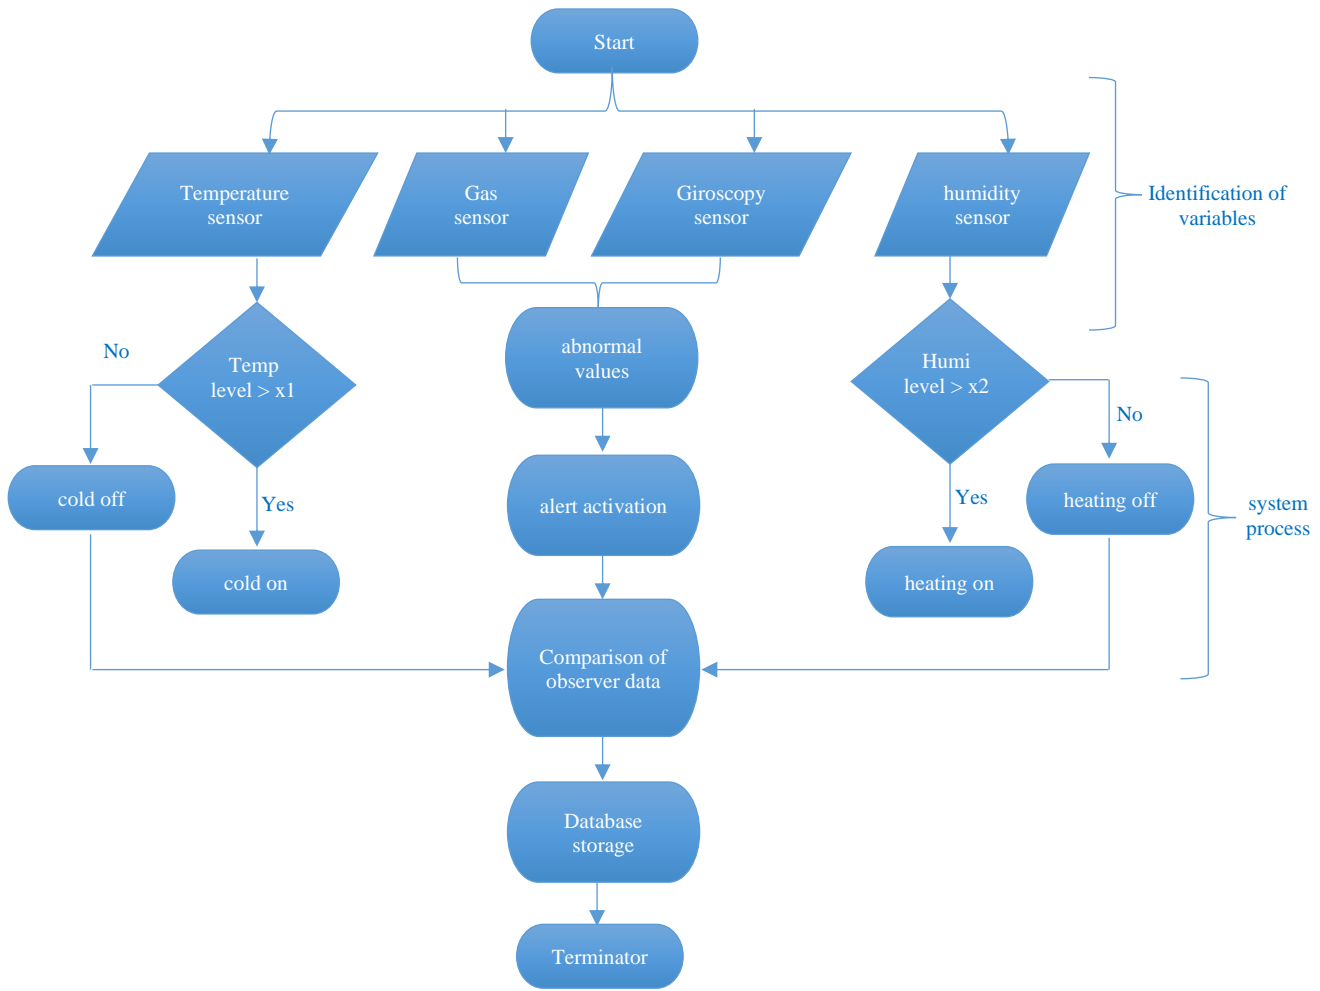 Start
Temperature
sensor
Gas
sensor
Giroscopy
sensor
humidity
sensor
Identification of
variables
No
Temp
level > x1
abnormal
values
Humi
level > x2
No
cold off
Yes
alert activation
Yes
heating off
system
process
cold on
heating on
Comparison of
observer data
Database
storage
Terminator